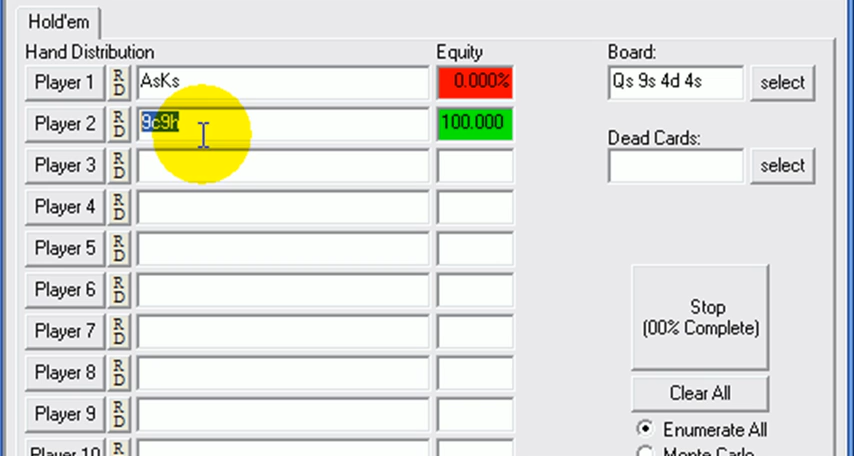 Hold'em
Hand Distribution Equity Board:
Player 1 R D AsKs 0.000% Qs 9s 4d 4s select
Player 2 R D 9c9h 100.000
Dead Cards:
Player 3 R D select
Player 4 R D
Player 5 R D
Player 6 R D
Player 7 R D
Stop
(00% Complete)
Player 8 R D
Clear All
Player 9 R D
Enumerate All
Player 10 R
Monte Carlo